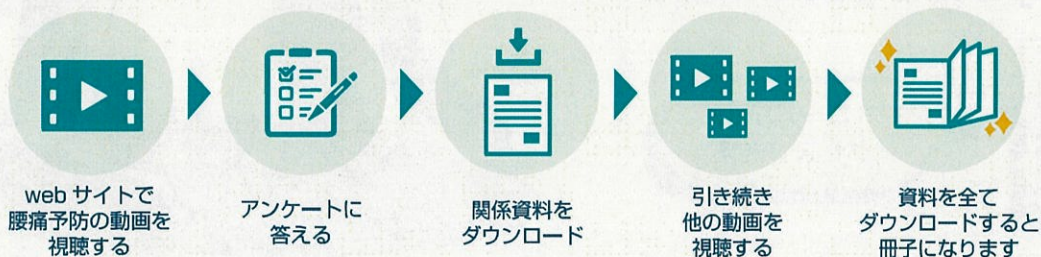 web サイトで
腰痛予防の動画を
視聴する
アンケートに
答える
関係資料を
ダウンロード
引き続き
他の動画を
視聴する
資料を全て
ダウンロードすると
冊子になります